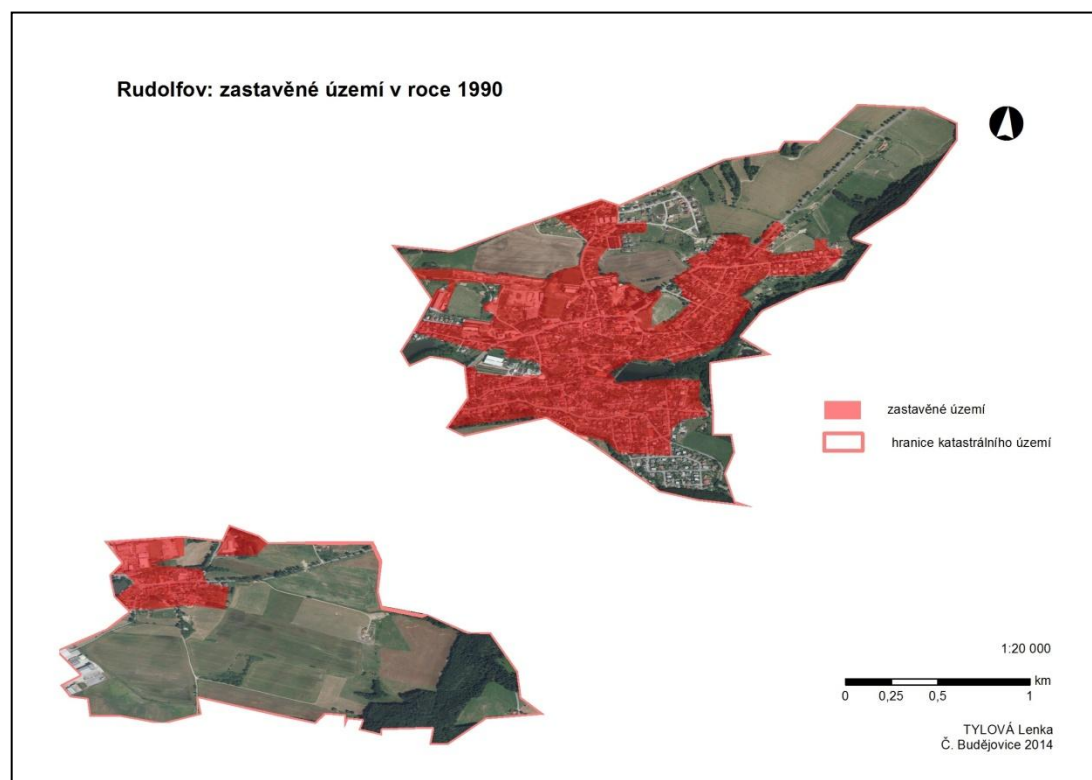 Rudolfov: zastavěné území v roce 1990
zastavěné území
hranice katastrálního území
1:20 000
km
0 0,25 0,5 1
TYLOVÁ Lenka
Č. Budějovice 2014